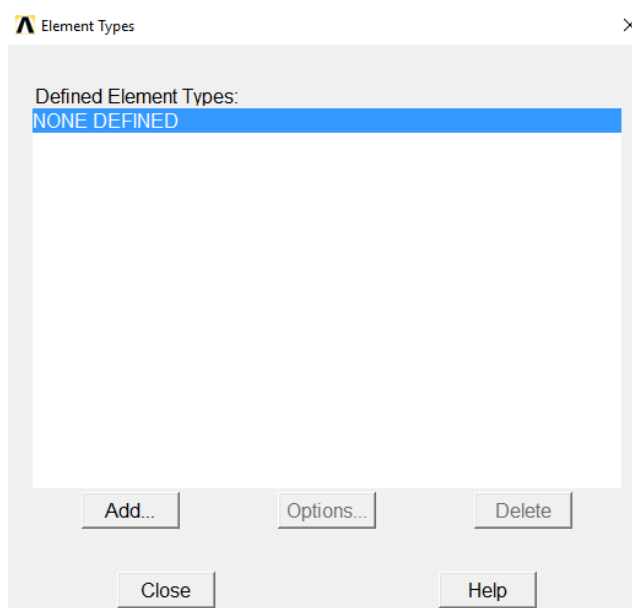 Element Types
Defined Element Types:
NONE DEFINED
Add... Options... Delete
Close Help